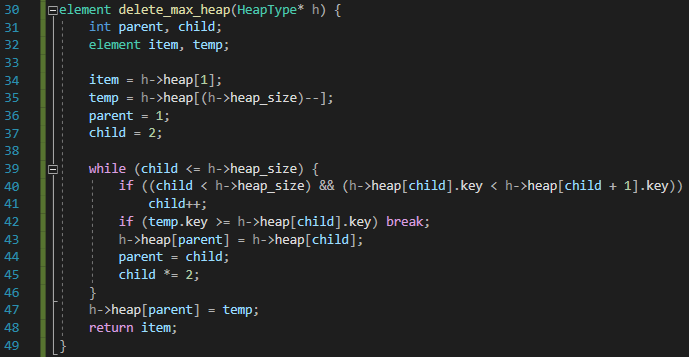 30 element delete_max_heap(HeapType* h) {
31     int parent, child;
32     element item, temp;
33
34     item = h->heap[1];
35     temp = h->heap[(h->heap_size)--];
36     parent = 1;
37     child = 2;
38
39     while (child <= h->heap_size) {
40         if ((child < h->heap_size) && (h->heap[child].key < h->heap[child + 1].key))
41             child++;
42         if (temp.key >= h->heap[child].key) break;
43         h->heap[parent] = h->heap[child];
44         parent = child;
45         child *= 2;
46     }
47     h->heap[parent] = temp;
48     return item;
49 }